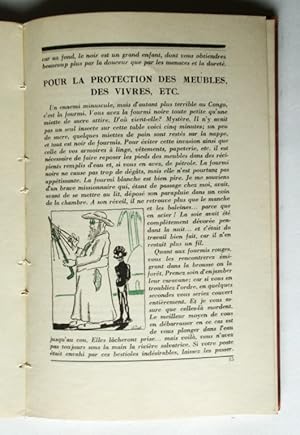 car au fond, le noir est un grand enfant, dont vous obtiendrez
beaucoup plus par la douceur que par les menaces et la dureté.
POUR LA PROTECTION DES MEUBLES,
DES VIVRES, ETC.
Un ennemi minuscule, mais d'autant plus terrible au Congo,
c'est la fourmi. Vous avez la fourmi noire toute petite qu'une
miette de sucre attire. D'où vient-elle? Mystère. Il n'y avait
pas un seul insecte sur cette table voici cinq minutes; un peu
de sucre, quelques miettes de pain sont restés sur la nappe,
et tout est noir de fourmis. Pour éviter cette invasion ainsi que
celle de vos armoires à linge, vêtements, papeterie, etc. il est
nécessaire de faire reposer les pieds des meubles dans des réci-
pients remplis d'eau et, si vous en avez, de pétrole. La fourmi
noire ne cause pas trop de dégâts, mais elle n'est pourtant pas
appétissante. La fourmi blanche est bien pire. Je me souviens
d'un brave missionnaire qui, étant de passage chez moi, avait,
avant de se mettre au lit, déposé son parapluie dans un coin
de la chambre. A son réveil, il ne retrouve plus que le manche
et les baleines... parce que
en acier! La soie avait été
complètement dévorée pen-
dant la nuit... et c'était du
travail bien fait, car il n'en
restait plus un fil.
Quant aux fourmis rouges,
vous les rencontrerez émigrant
dans la brousse ou la
forêt. Prenez soin d'enjamber
leur caravane; car si vous en
troublez l'ordre, en quelques
secondes vous serez couvert
entièrement. Et je vous as-
sure que celles-là mordent.
Le meilleur moyen de vous
en débarrasser en ce cas est
de vous plonger dans l'eau
jusqu'au cou. Elles lâcheront prise... mais voilà, vous n'avez
pas toujours sous la main la rivière salvatrice. Si votre poste
était envahi par ces bestioles indésirables, laissez les passer.
15